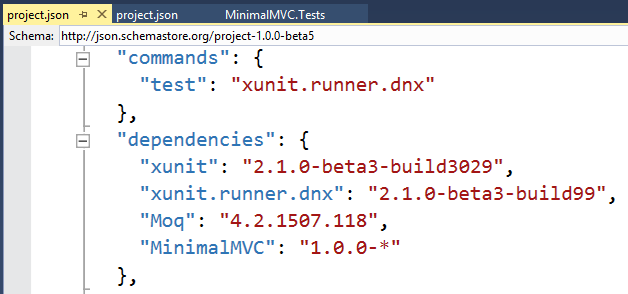 project.json project.json MinimalMVC.Tests
Schema: http://json.schemastore.org/project-1.0.0-beta5
"commands": {
"test": "xunit.runner.dnx"
},
"dependencies": {
"xunit": "2.1.0-beta3-build3029",
"xunit.runner.dnx": "2.1.0-beta3-build99",
"Moq": "4.2.1507.118",
"MinimalMVC": "1.0.0-*"
},